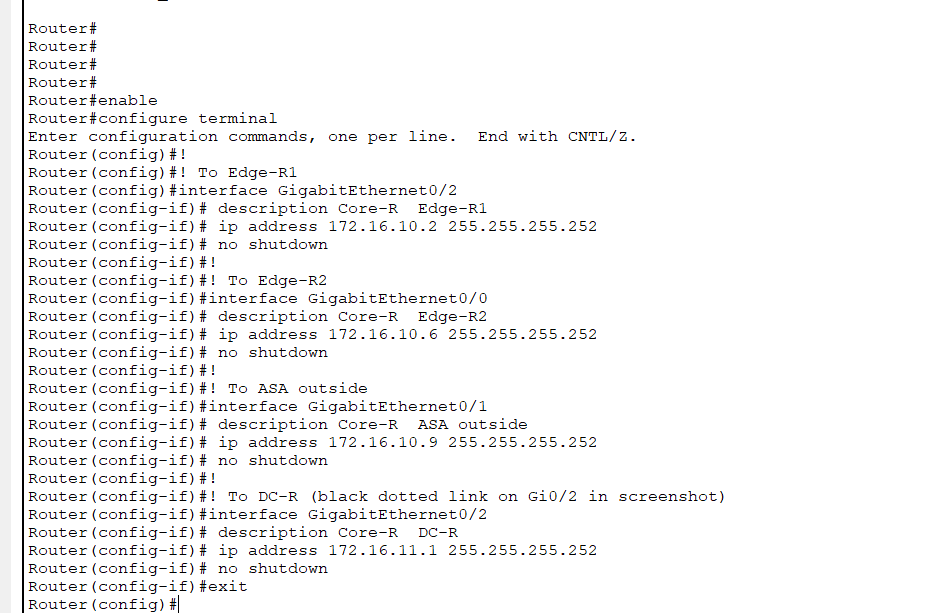 Router#
Router#
Router#
Router#
Router#enable
Router#configure terminal
Enter configuration commands, one per line.  End with CNTL/Z.
Router(config)#!
Router(config)#! To Edge-R1
Router(config)#interface GigabitEthernet0/2
Router(config-if)# description Core-R  Edge-R1
Router(config-if)# ip address 172.16.10.2 255.255.255.252
Router(config-if)# no shutdown
Router(config-if)#!
Router(config-if)#! To Edge-R2
Router(config-if)#interface GigabitEthernet0/0
Router(config-if)# description Core-R  Edge-R2
Router(config-if)# ip address 172.16.10.6 255.255.255.252
Router(config-if)# no shutdown
Router(config-if)#!
Router(config-if)#! To ASA outside
Router(config-if)#interface GigabitEthernet0/1
Router(config-if)# description Core-R  ASA outside
Router(config-if)# ip address 172.16.10.9 255.255.255.252
Router(config-if)# no shutdown
Router(config-if)#!
Router(config-if)#! To DC-R (black dotted link on Gi0/2 in screenshot)
Router(config-if)#interface GigabitEthernet0/2
Router(config-if)# description Core-R  DC-R
Router(config-if)# ip address 172.16.11.1 255.255.255.252
Router(config-if)# no shutdown
Router(config-if)#exit
Router(config)#